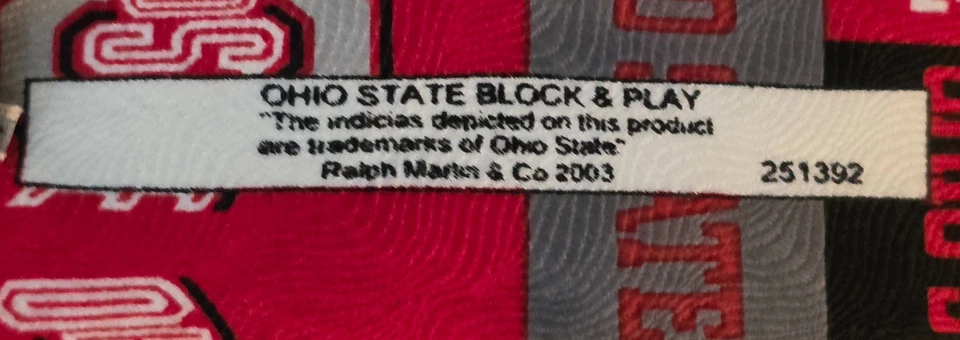 OHIO STATE BLOCK & PLAY
"The indicias depicted on this product
are trademarks of Ohio State"
Ralph Marlin & Co 2003
251392